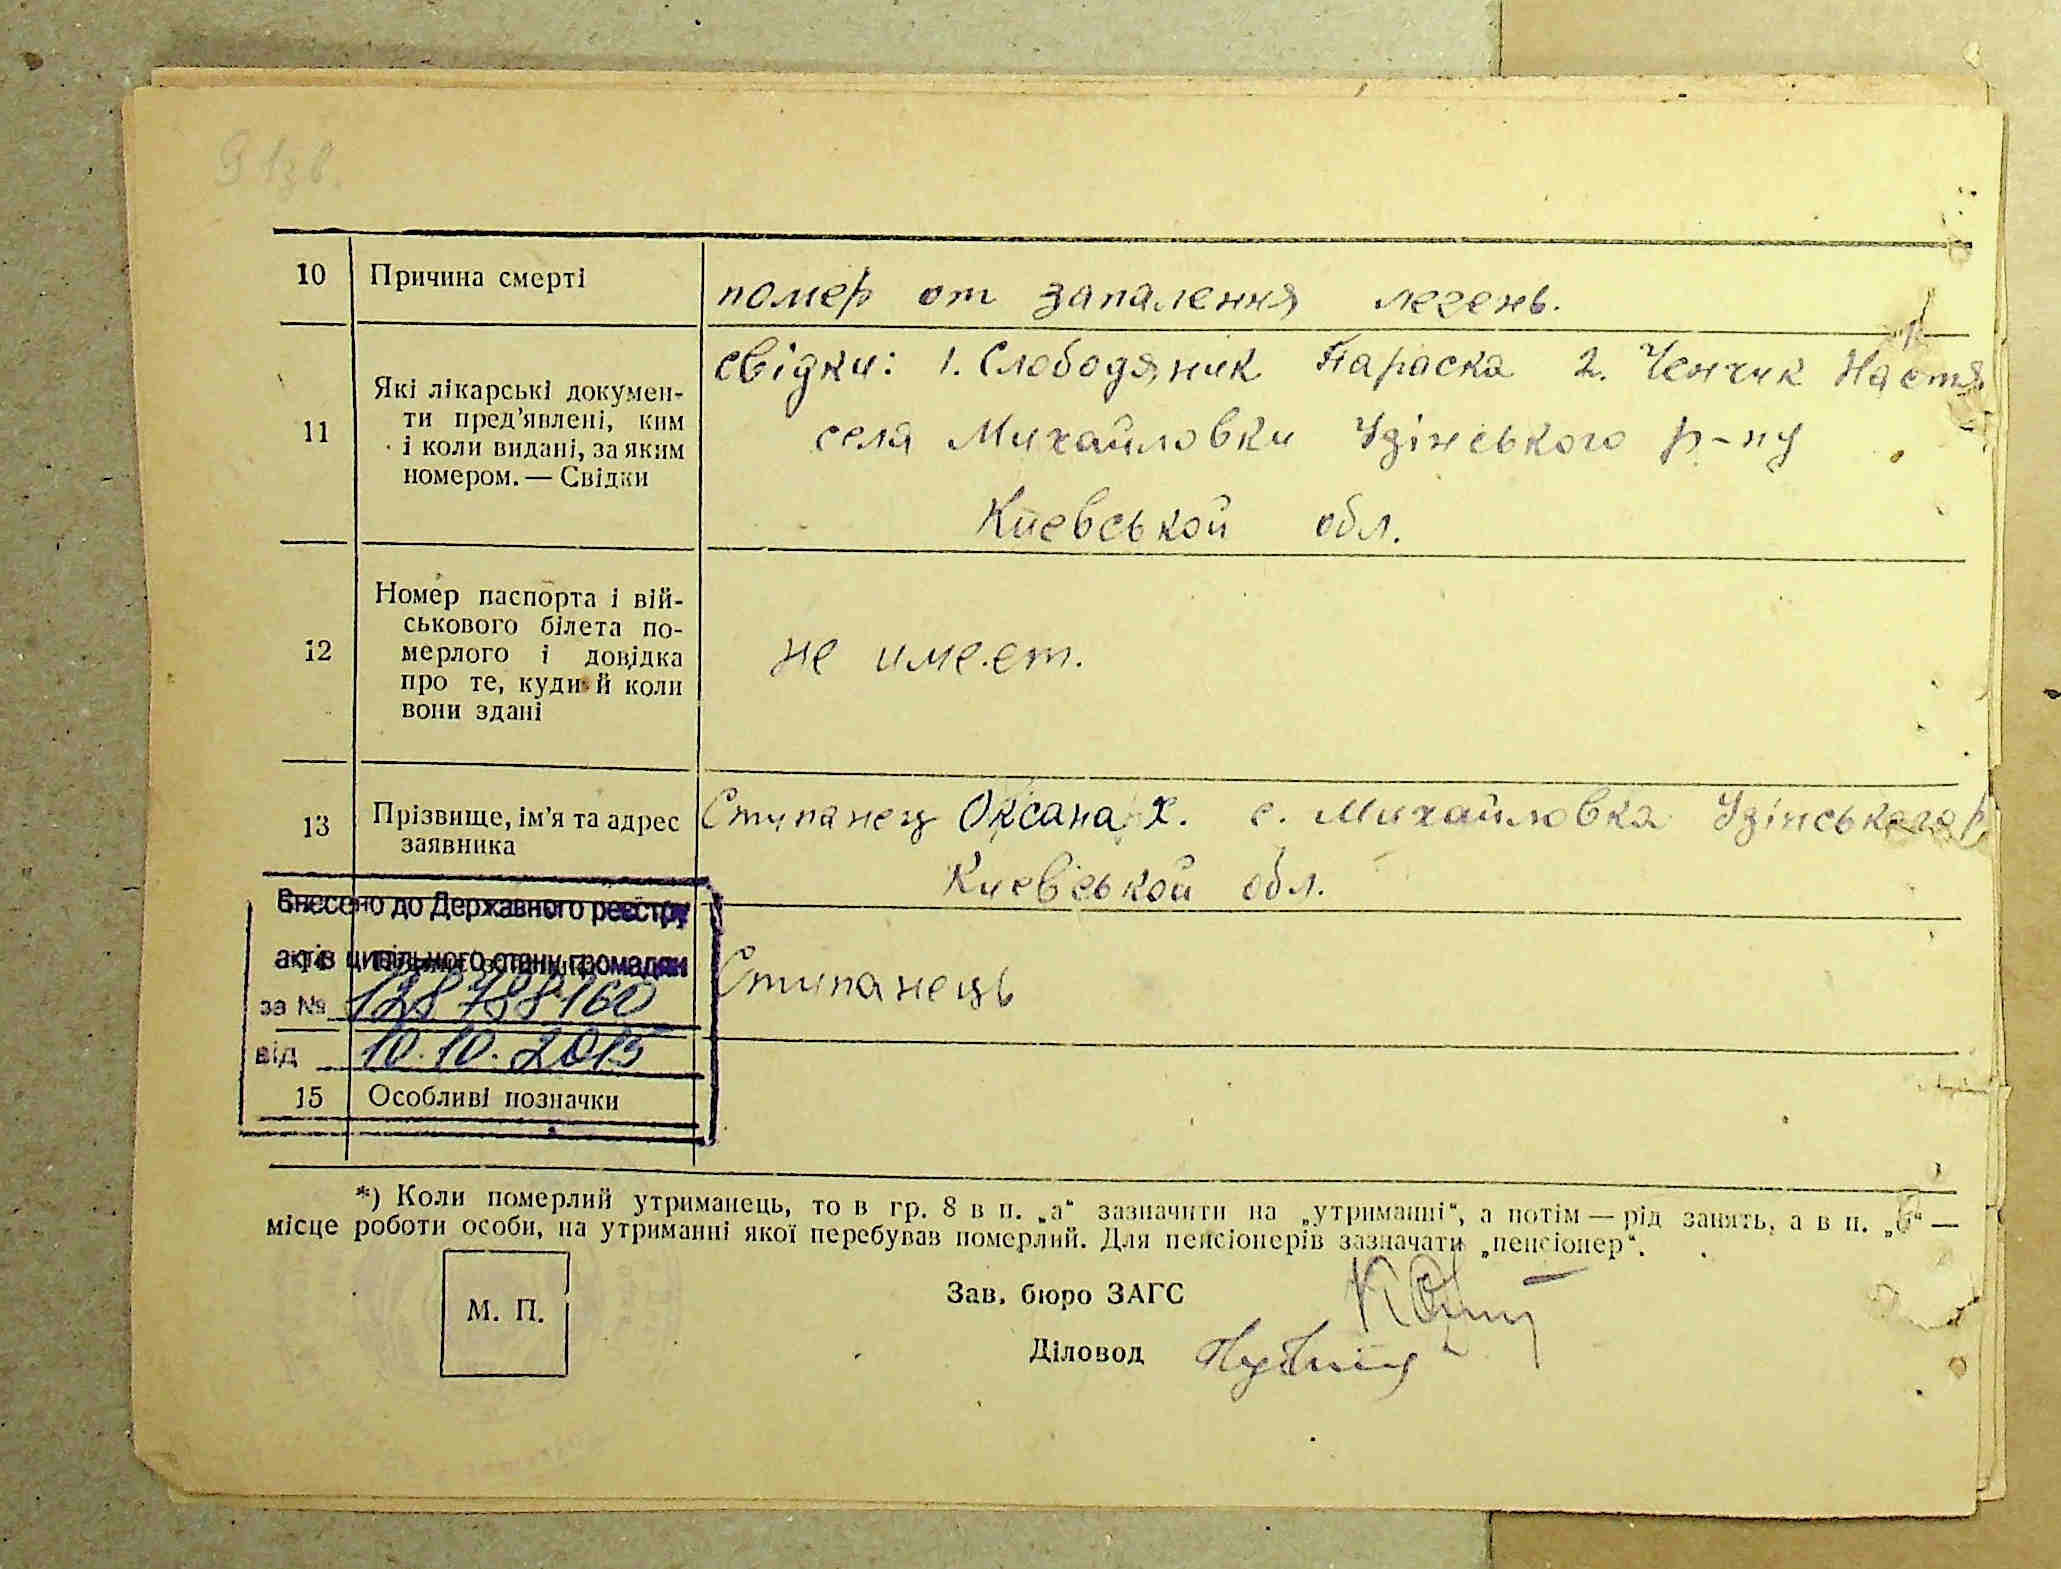 9 13в.
10 Причина смерті
помер от запалення легень.
11 Які лікарські докумен-
ти пред'явлені, ким
і коли видані, за яким
номером. — Свідки
свідки: 1. Слободяник Параска 2. Ченчик Настя
села Михайловки Узінського р-ну
Киевськой обл.
12 Номер паспорта і вій-
ськового білета по-
мерлого і довідка
про те, куди й коли
вони здані
не имеет.
13 Прізвище, ім'я та адрес
заявника
Ступанец Оксана Х. с. Михайловка Узінського р
Киевськой обл.
Внесено до Державного реєстру
актів цивільного стану громадян
за № 128788160
від 10.10.2015
Ступанець
15 Особливі позначки
*) Коли померлий утриманець, то в гр. 8 в п. „а“ зазначити на „утриманні“, а потім — рід занять, а в п. „б“ —
місце роботи особи, на утриманні якої перебував померлий. Для пенсіонерів зазначати „пенсіонер“.
М. П.
Зав. бюро ЗАГС
Діловод